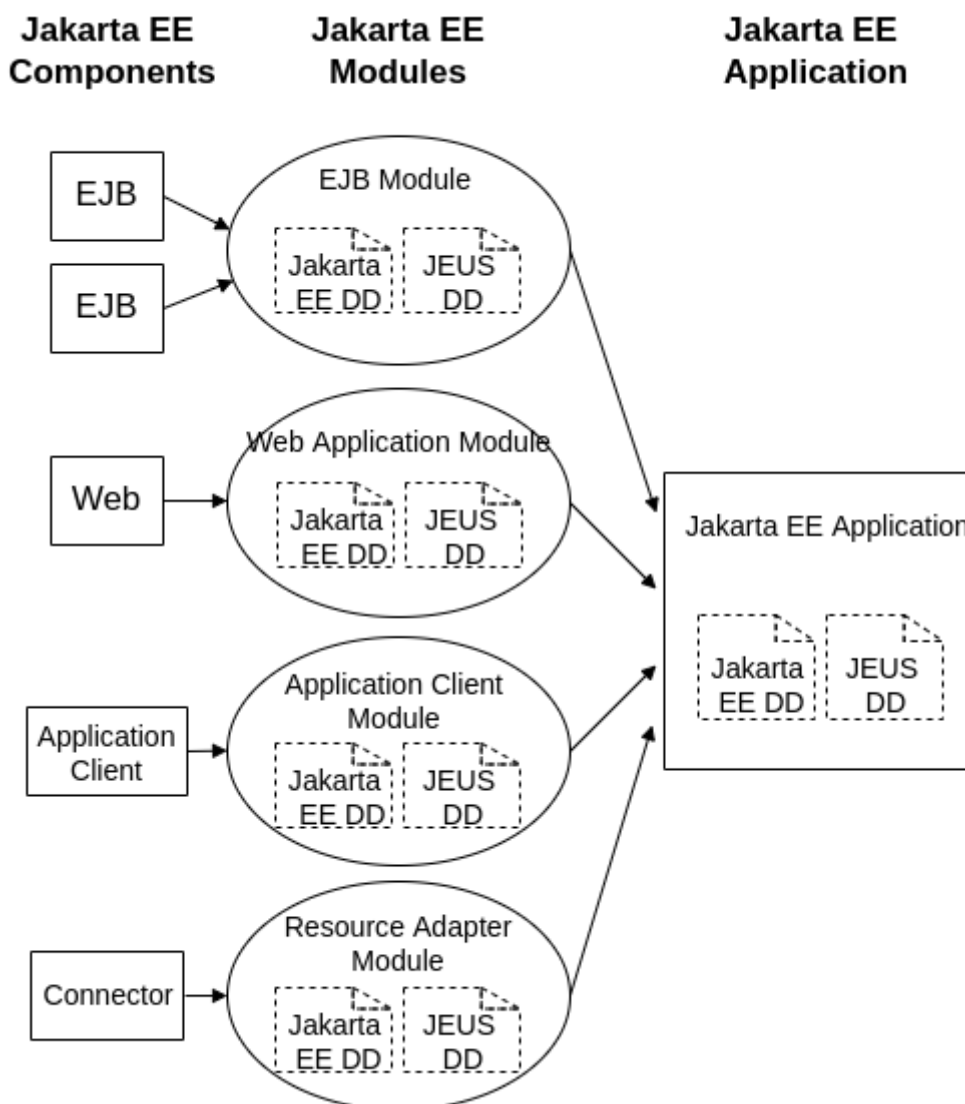 Jakarta EE
Components
Jakarta EE
Modules
Jakarta EE
Application
EJB
EJB
EJB Module
Jakarta
EE DD
JEUS
DD
Web
Web Application Module
Jakarta
EE DD
JEUS
DD
Application
Client
Application Client
Module
Jakarta
EE DD
JEUS
DD
Connector
Resource Adapter
Module
Jakarta
EE DD
JEUS
DD
Jakarta EE Application
Jakarta
EE DD
JEUS
DD